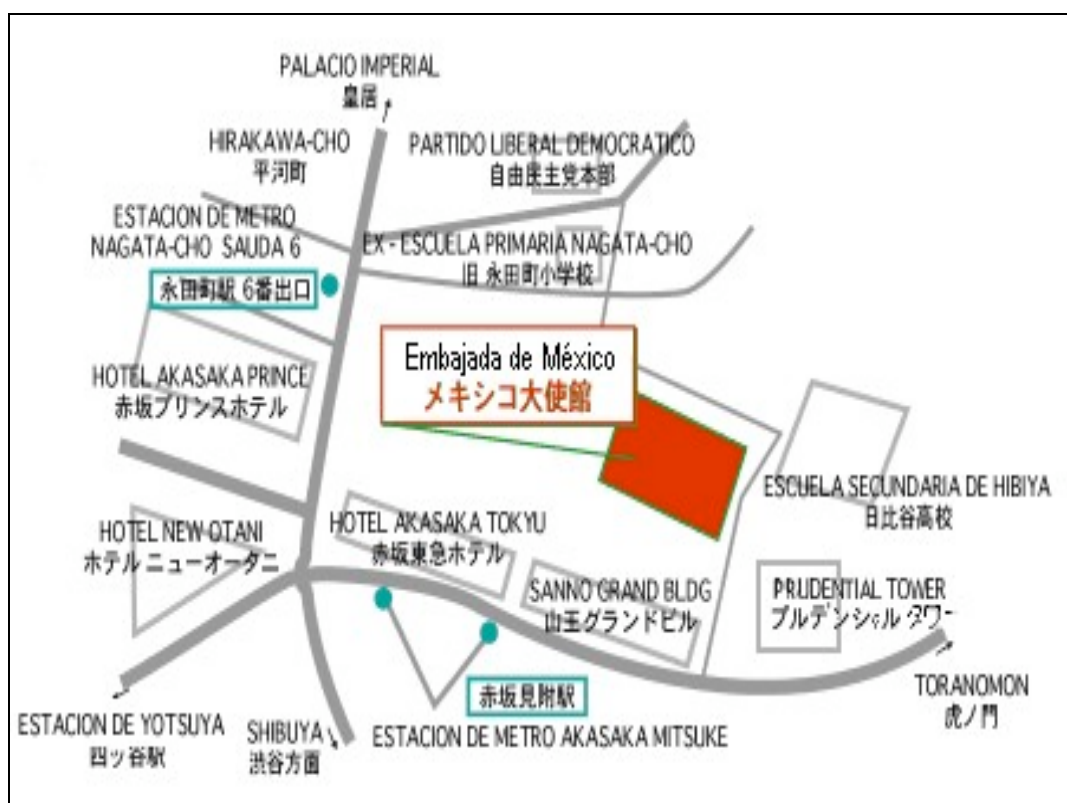 PALACIO IMPERIAL
皇居
HIRAKAWA-CHO
平河町
PARTIDO LIBERAL DEMOCRATICO
自由民主党本部
ESTACION DE METRO
NAGATA-CHO SAUDA 6
永田町駅 6番出口
EX - ESCUELA PRIMARIA NAGATA-CHO
旧 永田町小学校
Embajada de México
メキシコ大使館
HOTEL AKASAKA PRINCE
赤坂プリンスホテル
ESCUELA SECUNDARIA DE HIBIYA
日比谷高校
HOTEL NEW OTANI
ホテル ニューオータニ
HOTEL AKASAKA TOKYU
赤坂東急ホテル
SANNO GRAND BLDG
山王グランドビル
PRUDENTIAL TOWER
プルデンシャル タワー
TORANOMON
虎ノ門
赤坂見附駅
ESTACION DE METRO AKASAKA MITSUKE
ESTACION DE YOTSUYA
四ッ谷駅
SHIBUYA
渋谷方面